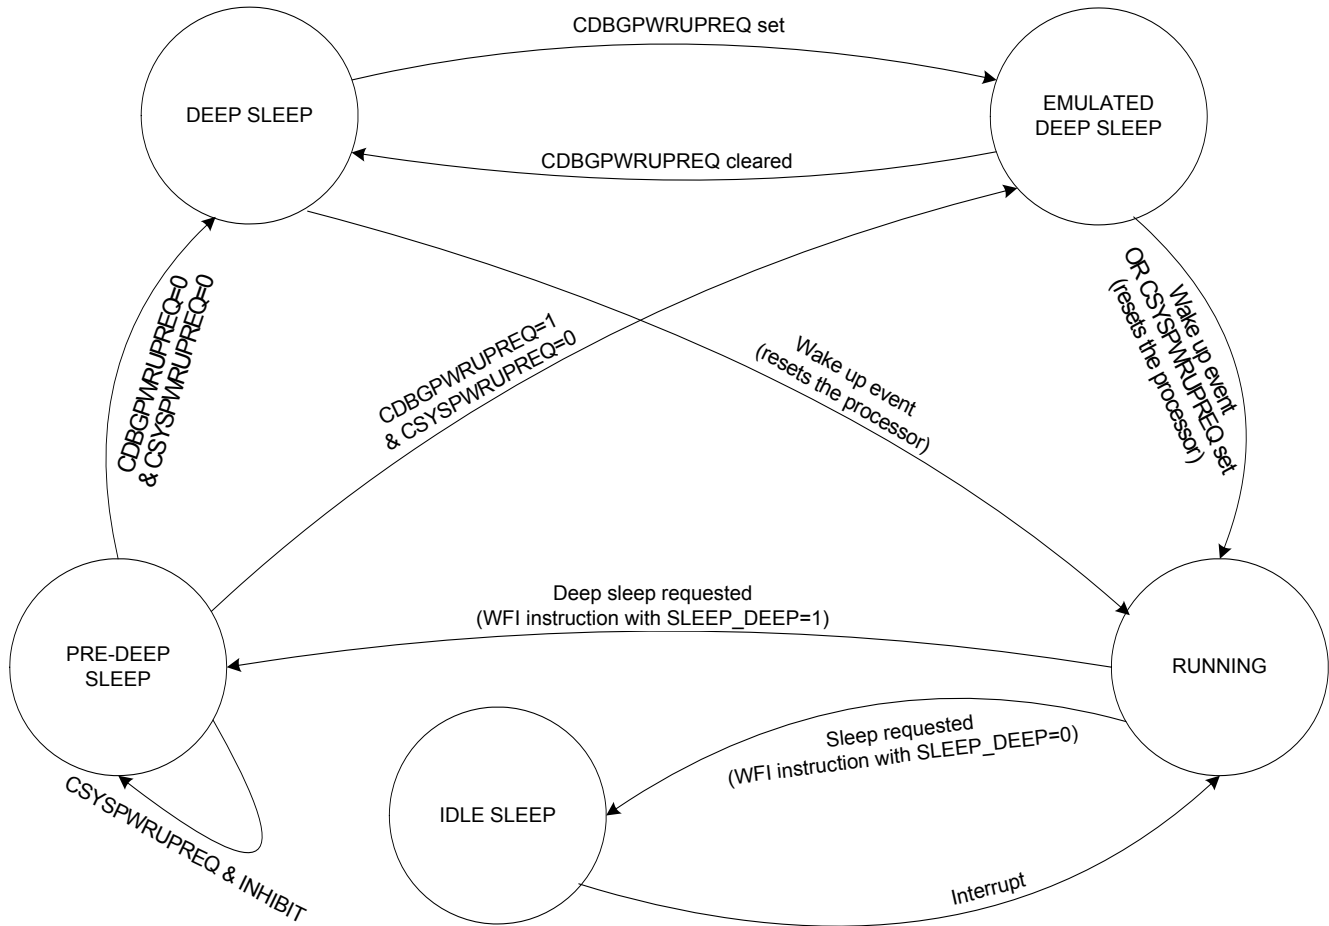 CDBGPWRUPREQ set
DEEP SLEEP
EMULATED
DEEP SLEEP
CDBGPWRUPREQ cleared
CDBGPWRUPREQ=0
& CSYSPWRUPREQ=0
CDBGPWRUPREQ=1
& CSYSPWRUPREQ=0
Wake up event
(resets the processor)
Wake up event
OR CSYSPWRUPREQ set
(resets the processor)
Deep sleep requested
(WFI instruction with SLEEP_DEEP=1)
PRE-DEEP
SLEEP
RUNNING
Sleep requested
(WFI instruction with SLEEP_DEEP=0)
IDLE SLEEP
CSYSPWRUPREQ & INHIBIT
Interrupt